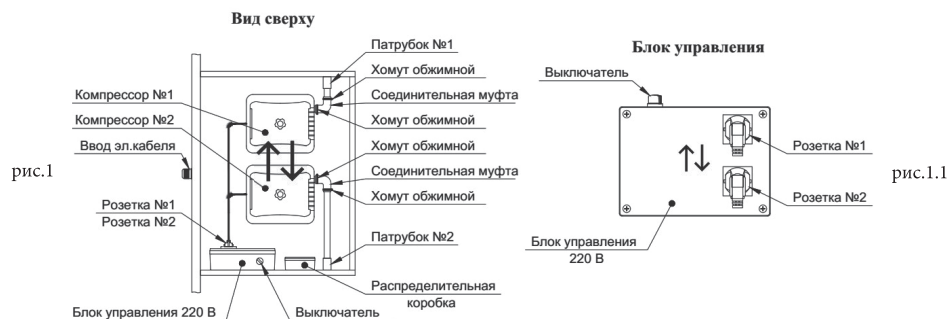 Вид сверху
Патрубок №1
Хомут обжимной
Соединительная муфта
Хомут обжимной
Компрессор №1
Компрессор №2
Ввод эл.кабеля
Хомут обжимной
Соединительная муфта
Хомут обжимной
рис.1
Розетка №1
Розетка №2
Патрубок №2
Распределительная
коробка
Блок управления 220 В
Выключатель
Блок управления
Выключатель
Розетка №1
Розетка №2
рис.1.1
Блок управления
220 В